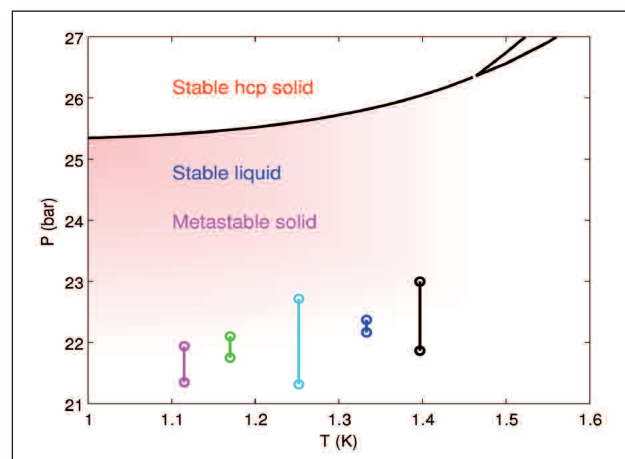 27
26
25
24
23
22
21
P (bar)
Stable hcp solid
Stable liquid
Metastable solid
1
1.1
1.2
1.3
1.4
1.5
1.6
T (K)